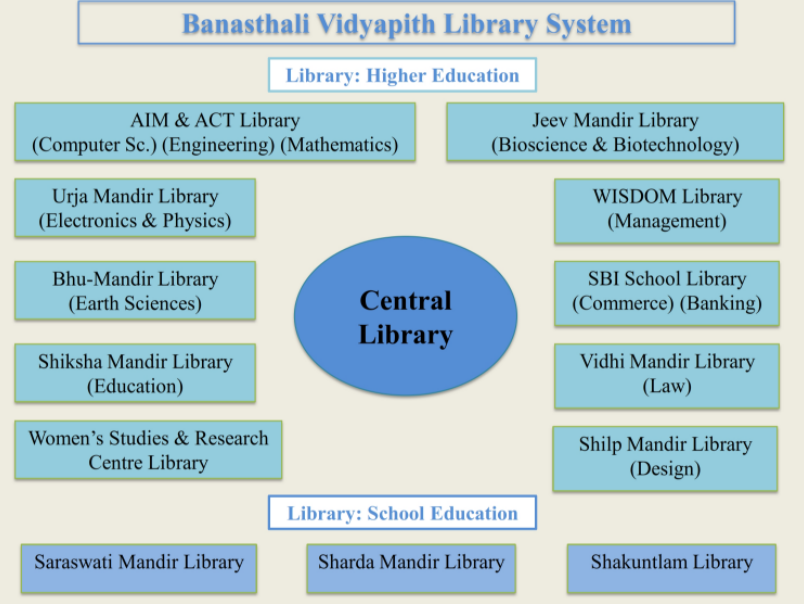 Banasthali Vidyapith Library System
Library: Higher Education
AIM & ACT Library
(Computer Sc.) (Engineering) (Mathematics)
Jeev Mandir Library
(Bioscience & Biotechnology)
Urja Mandir Library
(Electronics & Physics)
WISDOM Library
(Management)
Bhu-Mandir Library
(Earth Sciences)
Central
Library
SBI School Library
(Commerce) (Banking)
Shiksha Mandir Library
(Education)
Vidhi Mandir Library
(Law)
Women’s Studies & Research
Centre Library
Shilp Mandir Library
(Design)
Library: School Education
Saraswati Mandir Library
Sharda Mandir Library
Shakuntlam Library